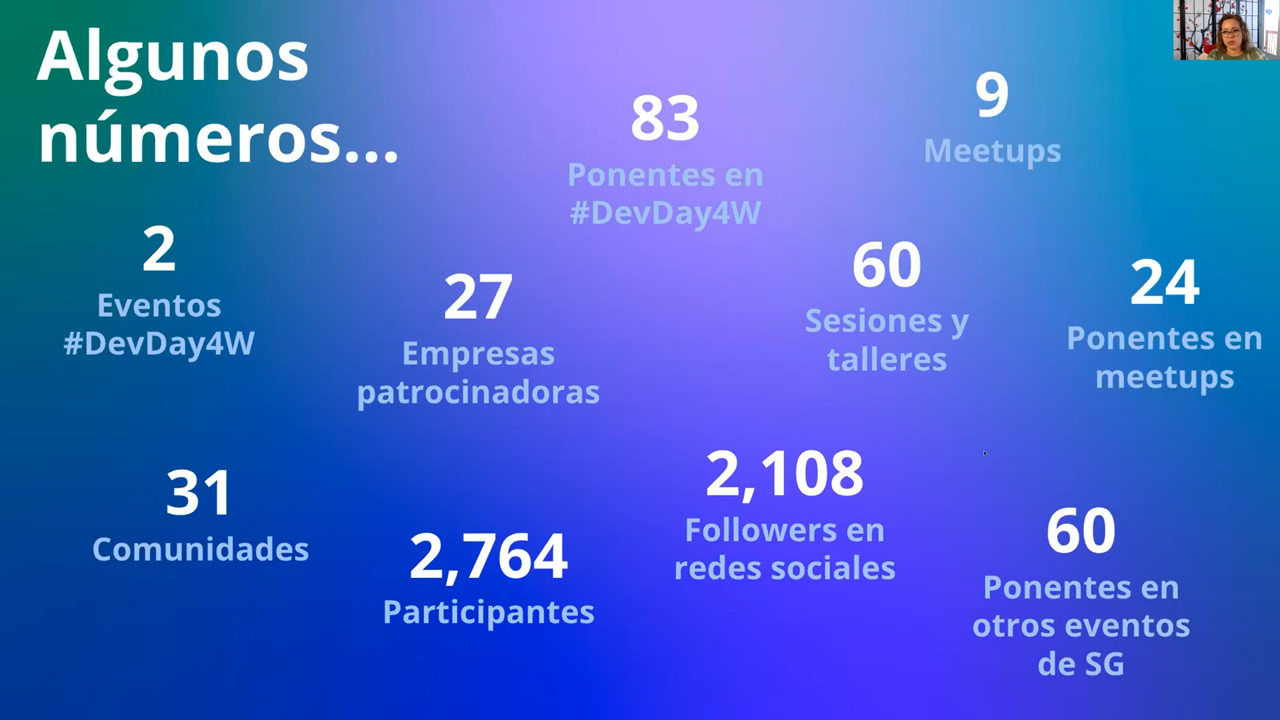 Algunos
números...
83
Ponentes en
#DevDay4W
9
Meetups
2
Eventos
#DevDay4W
27
Empresas
patrocinadoras
60
Sesiones y
talleres
24
Ponentes en
meetups
31
Comunidades
2,764
Participantes
2,108
Followers en
redes sociales
60
Ponentes en
otros eventos
de SG